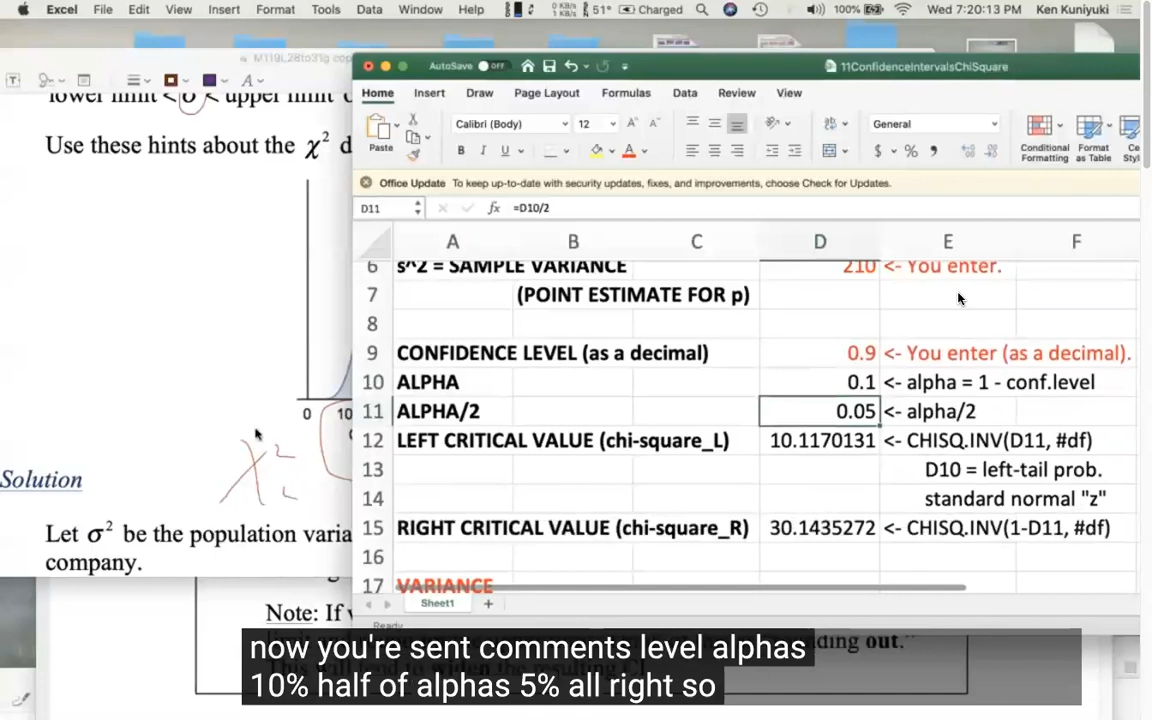 Excel File Edit View Insert Format Tools Data Window Help 51° Charged 100% Wed 7:20:13 PM Ken Kuniyuki
M119L28to31g cop
AutoSave OFF 11ConfidenceIntervalsChiSquare
Home Insert Draw Page Layout Formulas Data Review View
Paste Calibri (Body) 12 General Conditional Formatting Format as Table
Office Update To keep up-to-date with security updates, fixes, and improvements, choose Check for Updates.
D11 fx =D10/2
A B C D E F
6 s^2 = SAMPLE VARIANCE 210 <- You enter.
7 (POINT ESTIMATE FOR p)
8
9 CONFIDENCE LEVEL (as a decimal) 0.9 <- You enter (as a decimal).
10 ALPHA 0.1 <- alpha = 1 - conf.level
11 ALPHA/2 0.05 <- alpha/2
12 LEFT CRITICAL VALUE (chi-square_L) 10.1170131 <- CHISQ.INV(D11, #df)
13 D10 = left-tail prob.
14 standard normal "z"
15 RIGHT CRITICAL VALUE (chi-square_R) 30.1435272 <- CHISQ.INV(1-D11, #df)
16
17 VARIANCE
Sheet1 +
Ready
lower limit < σ < upper limit
Use these hints about the χ² d
0 10
χ² L
Solution
Let σ² be the population varia
company.
Note: If
out."
now you're sent comments level alphas
10% half of alphas 5% all right so